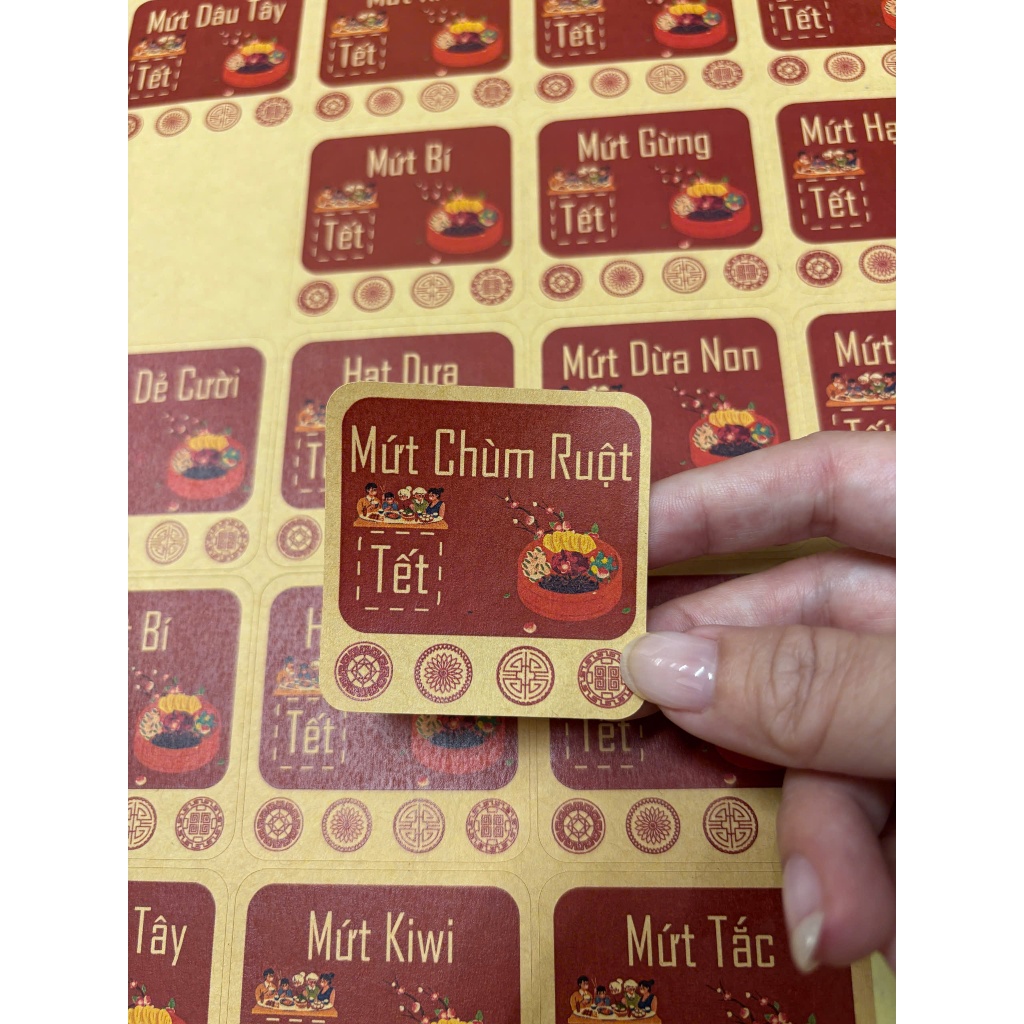 Mứt Dâu Tây
Tết
Tết
Tết
Tết
Mứt Bí
Tết
Mứt Gừng
Tết
Mứt
Tết
Dẻ Cười
Hạt Dưa
Mứt Dừa Non
Mứt
Mứt Chùm Ruột
Tết
Bí
Tết
Tết
Tây
Mứt Kiwi
Mứt Tắc